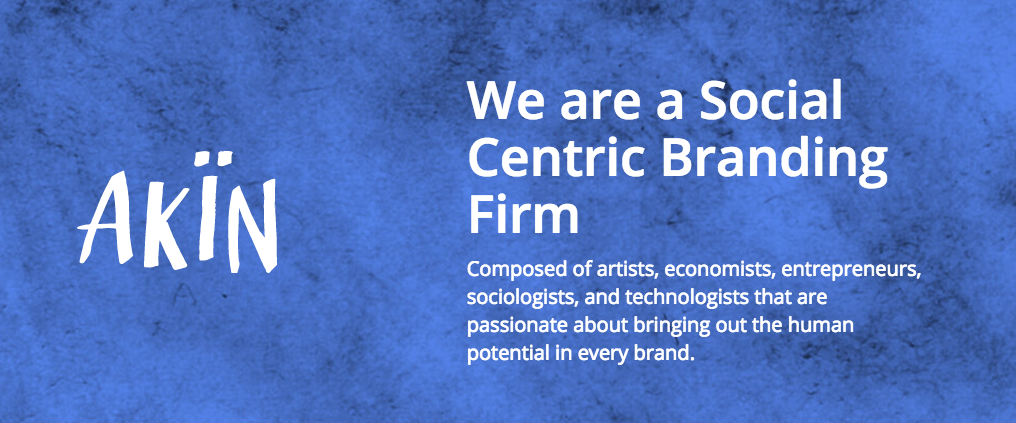 AKÏN
We are a Social
Centric Branding
Firm
Composed of artists, economists, entrepreneurs,
sociologists, and technologists that are
passionate about bringing out the human
potential in every brand.